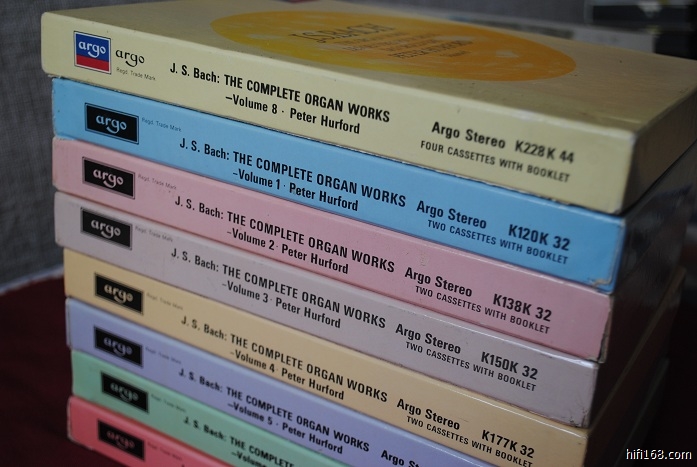 J.S.BACH
argo
argo
Regd. Trade Mark
J. S. Bach: THE COMPLETE ORGAN WORKS
–Volume 8 · Peter Hurford
Argo Stereo K228K 44
FOUR CASSETTES WITH BOOKLET
argo
Regd. Trade Mark
J. S. Bach: THE COMPLETE ORGAN WORKS
–Volume 1 · Peter Hurford
Argo Stereo K120K 32
TWO CASSETTES WITH BOOKLET
argo
Regd. Trade Mark
J. S. Bach: THE COMPLETE ORGAN WORKS
–Volume 2 · Peter Hurford
Argo Stereo K138K 32
TWO CASSETTES WITH BOOKLET
argo
Regd. Trade Mark
J. S. Bach: THE COMPLETE ORGAN WORKS
–Volume 3 · Peter Hurford
Argo Stereo K150K 32
TWO CASSETTES WITH BOOKLET
argo
Regd. Trade Mark
J. S. Bach: THE COMPLETE ORGAN WORKS
–Volume 4 · Peter Hurford
Argo Stereo K177K 32
TWO CASSETTES WITH BOOKLET
argo
Regd. Trade Mark
J. S. Bach: THE COMPLETE ORGAN WORKS
–Volume 5 · Peter Hurford
Argo Stereo
argo
J. S. Bach: THE COMPLETE
argo
hifi168.com